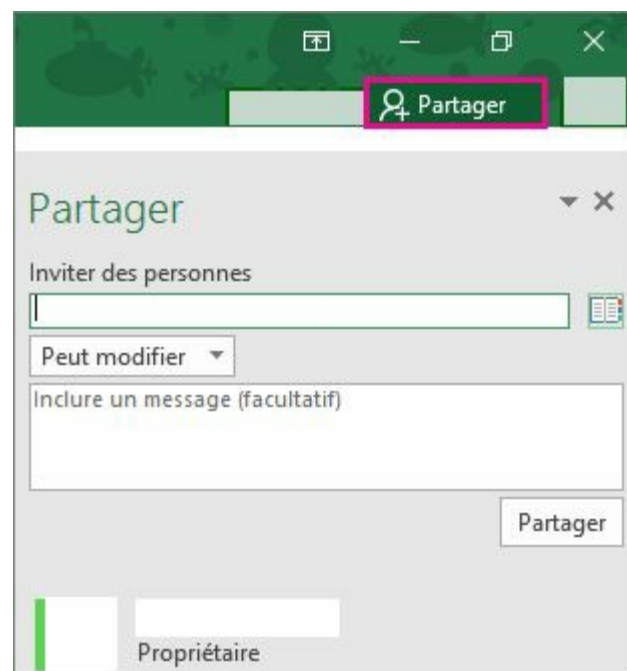 Partager
Partager
Inviter des personnes
Peut modifier
Inclure un message (facultatif)
Partager
Propriétaire